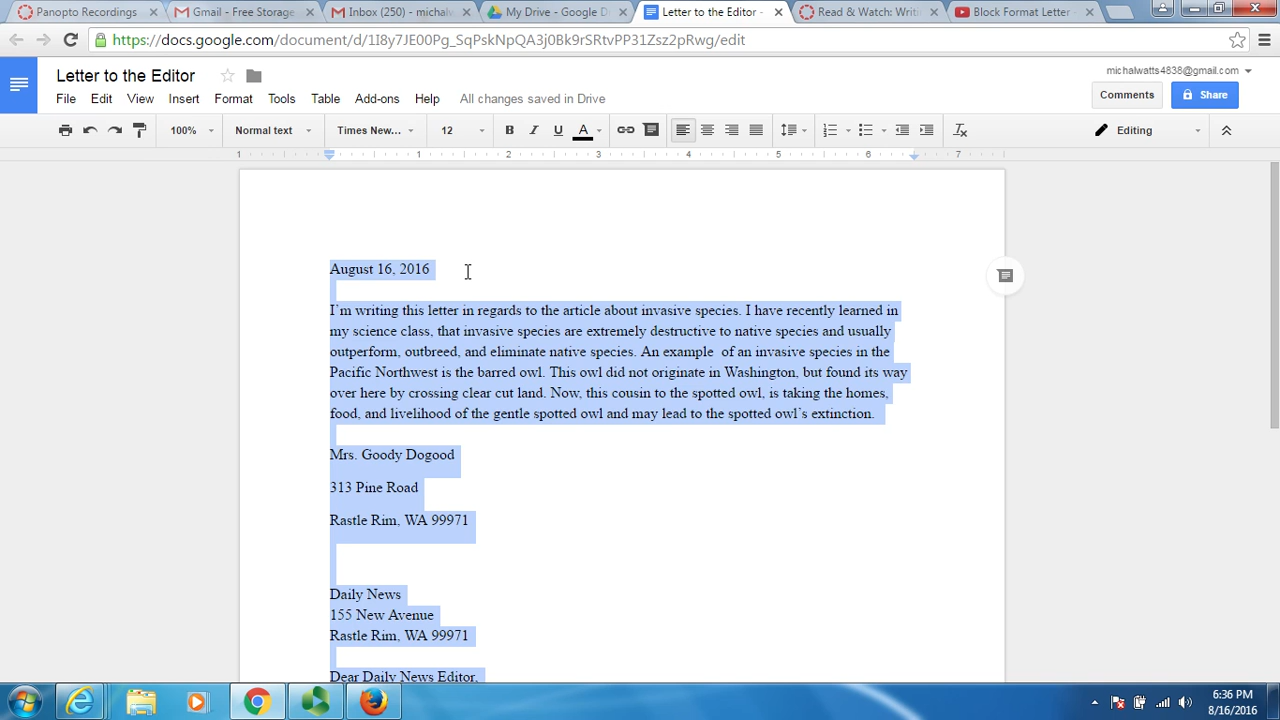 Panopto Recordings
Gmail - Free Storage
Inbox (250) - michalw
My Drive - Google D
Letter to the Editor -
Read & Watch: Writi
Block Format Letter -
https://docs.google.com/document/d/1I8y7JE00Pg_SqPskNpQA3j0Bk9rSRtvPP31Zsz2pRwg/edit
Letter to the Editor
michalwatts4838@gmail.com
File Edit View Insert Format Tools Table Add-ons Help All changes saved in Drive
Comments
Share
100% Normal text Times New... 12 B I U A Editing
1 1 2 3 4 5 6 7
August 16, 2016
I'm writing this letter in regards to the article about invasive species. I have recently learned in
my science class, that invasive species are extremely destructive to native species and usually
outperform, outbreed, and eliminate native species. An example  of an invasive species in the
Pacific Northwest is the barred owl. This owl did not originate in Washington, but found its way
over here by crossing clear cut land. Now, this cousin to the spotted owl, is taking the homes,
food, and livelihood of the gentle spotted owl and may lead to the spotted owl's extinction.
Mrs. Goody Dogood
313 Pine Road
Rastle Rim, WA 99971
Daily News
155 New Avenue
Rastle Rim, WA 99971
Dear Daily News Editor,
6:36 PM
8/16/2016